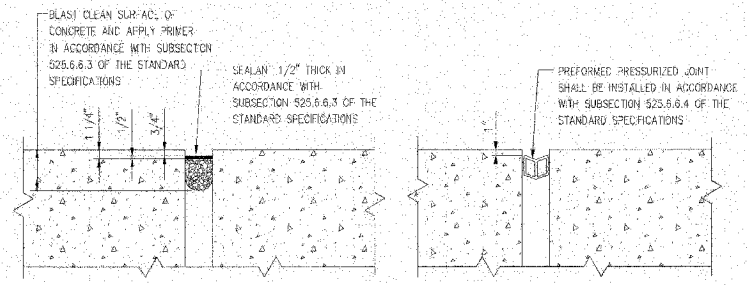 BLAST CLEAN SURFACE OF
CONCRETE AND APPLY PRIMER
IN ACCORDANCE WITH SUBSECTION
525.6.6.3 OF THE STANDARD
SPECIFICATIONS
SEALANT 1/2" THICK IN
ACCORDANCE WITH
SUBSECTION 525.6.6.3 OF THE
STANDARD SPECIFICATIONS
1 1/4"
1/2"
3/4"
PREFORMED PRESSURIZED JOINT
SHALL BE INSTALLED IN ACCORDANCE
WITH SUBSECTION 525.6.6.4 OF THE
STANDARD SPECIFICATIONS
1"